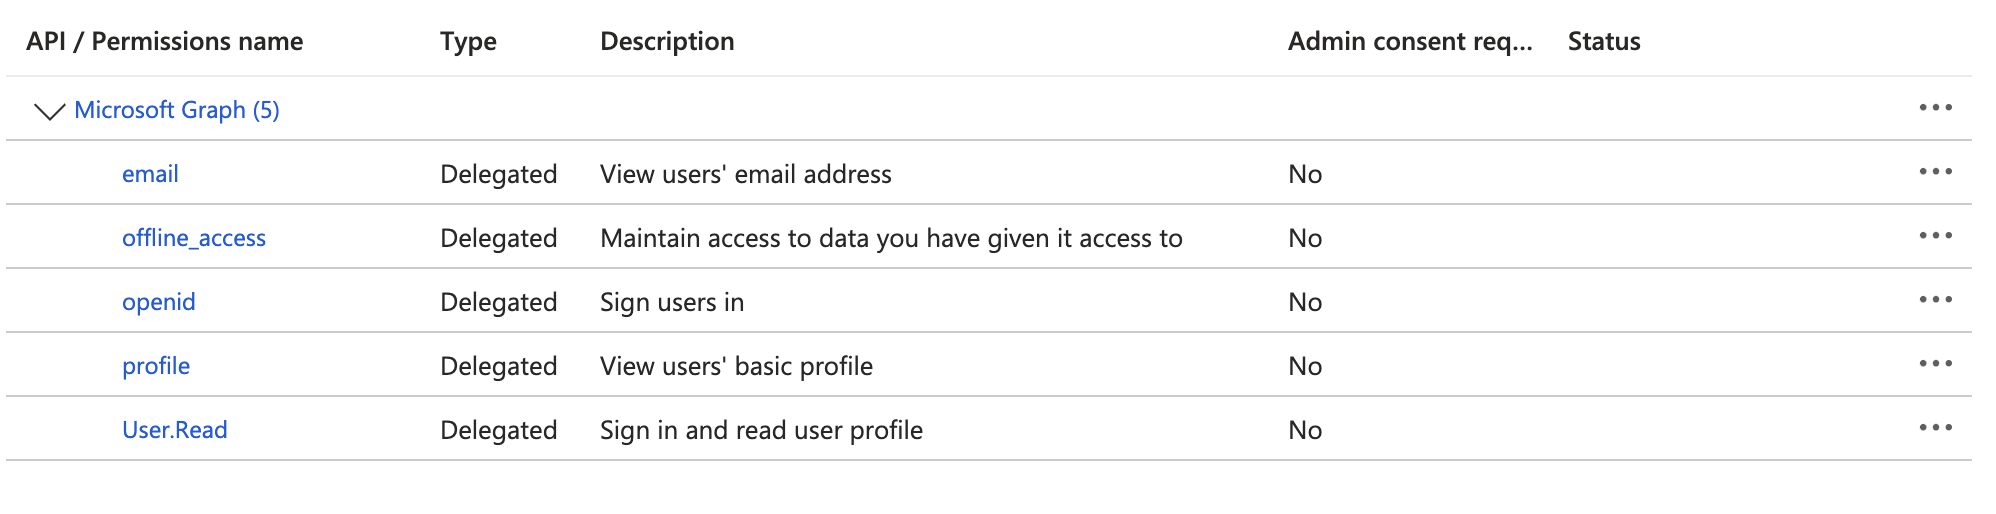 API / Permissions name Type Description Admin consent req... Status
Microsoft Graph (5)
email Delegated View users' email address No
offline_access Delegated Maintain access to data you have given it access to No
openid Delegated Sign users in No
profile Delegated View users' basic profile No
User.Read Delegated Sign in and read user profile No